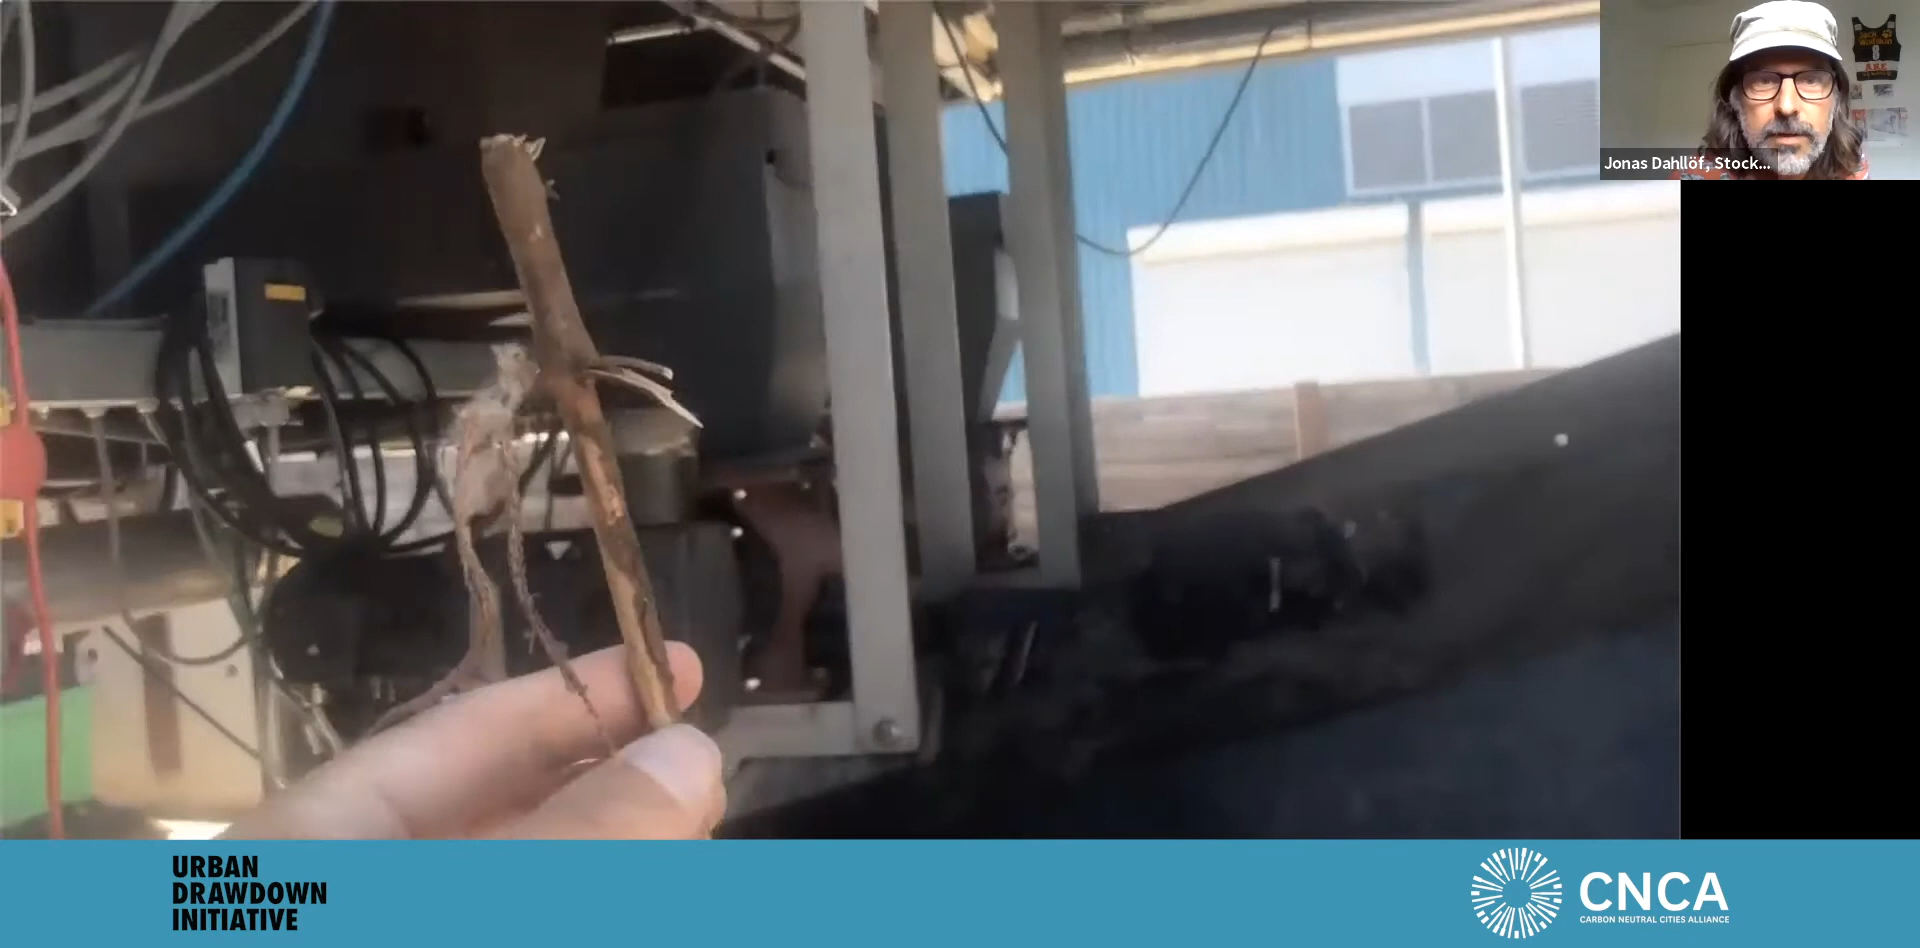 Jonas Dahllöf, Stock...
URBAN
DRAWDOWN
INITIATIVE
CNCA
CARBON NEUTRAL CITIES ALLIANCE